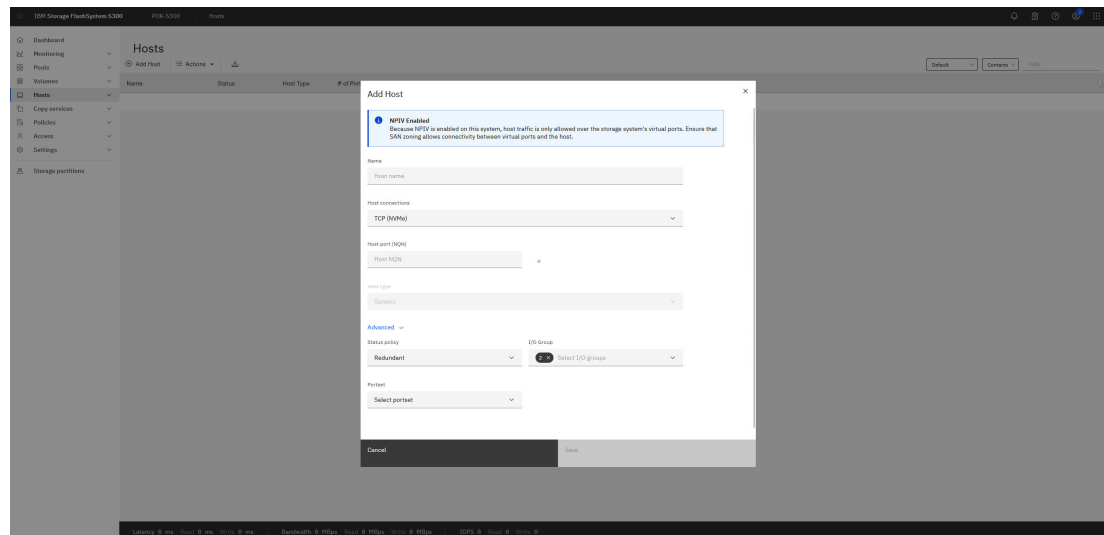 IBM Storage FlashSystem 5300
POK-5300
Hosts
Dashboard
Monitoring
Pools
Volumes
Hosts
Copy services
Policies
Access
Settings
Storage partitions
Hosts
Add Host
Actions
Default
Contains
Filter
Name
Status
Host Type
# of Por
Add Host
NPIV Enabled
Because NPIV is enabled on this system, host traffic is only allowed over the storage system's virtual ports. Ensure that
SAN zoning allows connectivity between virtual ports and the host.
Name
Host name
Host connections
TCP (NVMe)
Host port (NQN)
Host NQN
Host type
Generic
Advanced
Status policy
I/O Group
Redundant
2
Select I/O groups
Portset
Select portset
Cancel
Save
Latency 0 ms Read 0 ms Write 0 ms Bandwidth 0 MBps Read 0 MBps Write 0 MBps IOPS 0 Read 0 Write 0